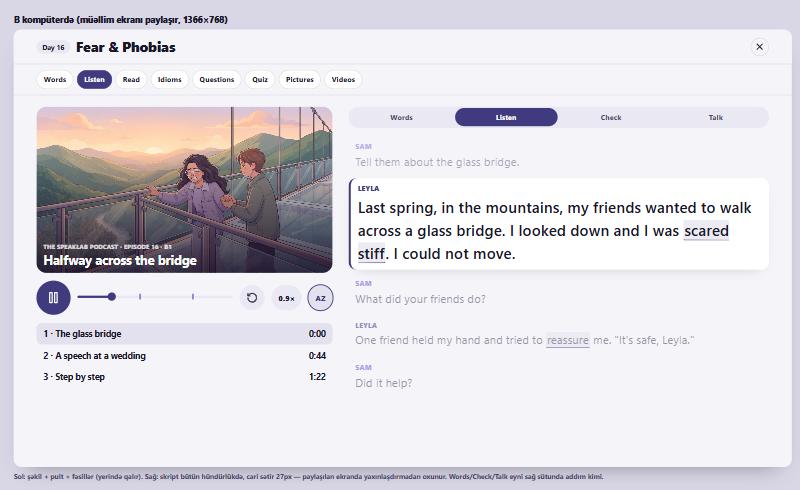 B kompüterdə (müəllim ekranı paylaşır, 1366×768)
Day 16 Fear & Phobias
Words Listen Read Idioms Questions Quiz Pictures Videos
THE SPEAKLAB PODCAST · EPISODE 16 · B1
Halfway across the bridge
0.9× AZ
1 · The glass bridge 0:00
2 · A speech at a wedding 0:44
3 · Step by step 1:22
Words Listen Check Talk
SAM
Tell them about the glass bridge.
LEYLA
Last spring, in the mountains, my friends wanted to walk
across a glass bridge. I looked down and I was scared
stiff. I could not move.
SAM
What did your friends do?
LEYLA
One friend held my hand and tried to reassure me. "It's safe, Leyla."
SAM
Did it help?
Sol: şəkil + pult + fəsillər (yerində qalır). Sağ: skript bütün hündürlükdə, cari sətir 27px — paylaşılan ekranda yaxınlaşdırmadan oxunur. Words/Check/Talk eyni sağ sütunda addım kimi.